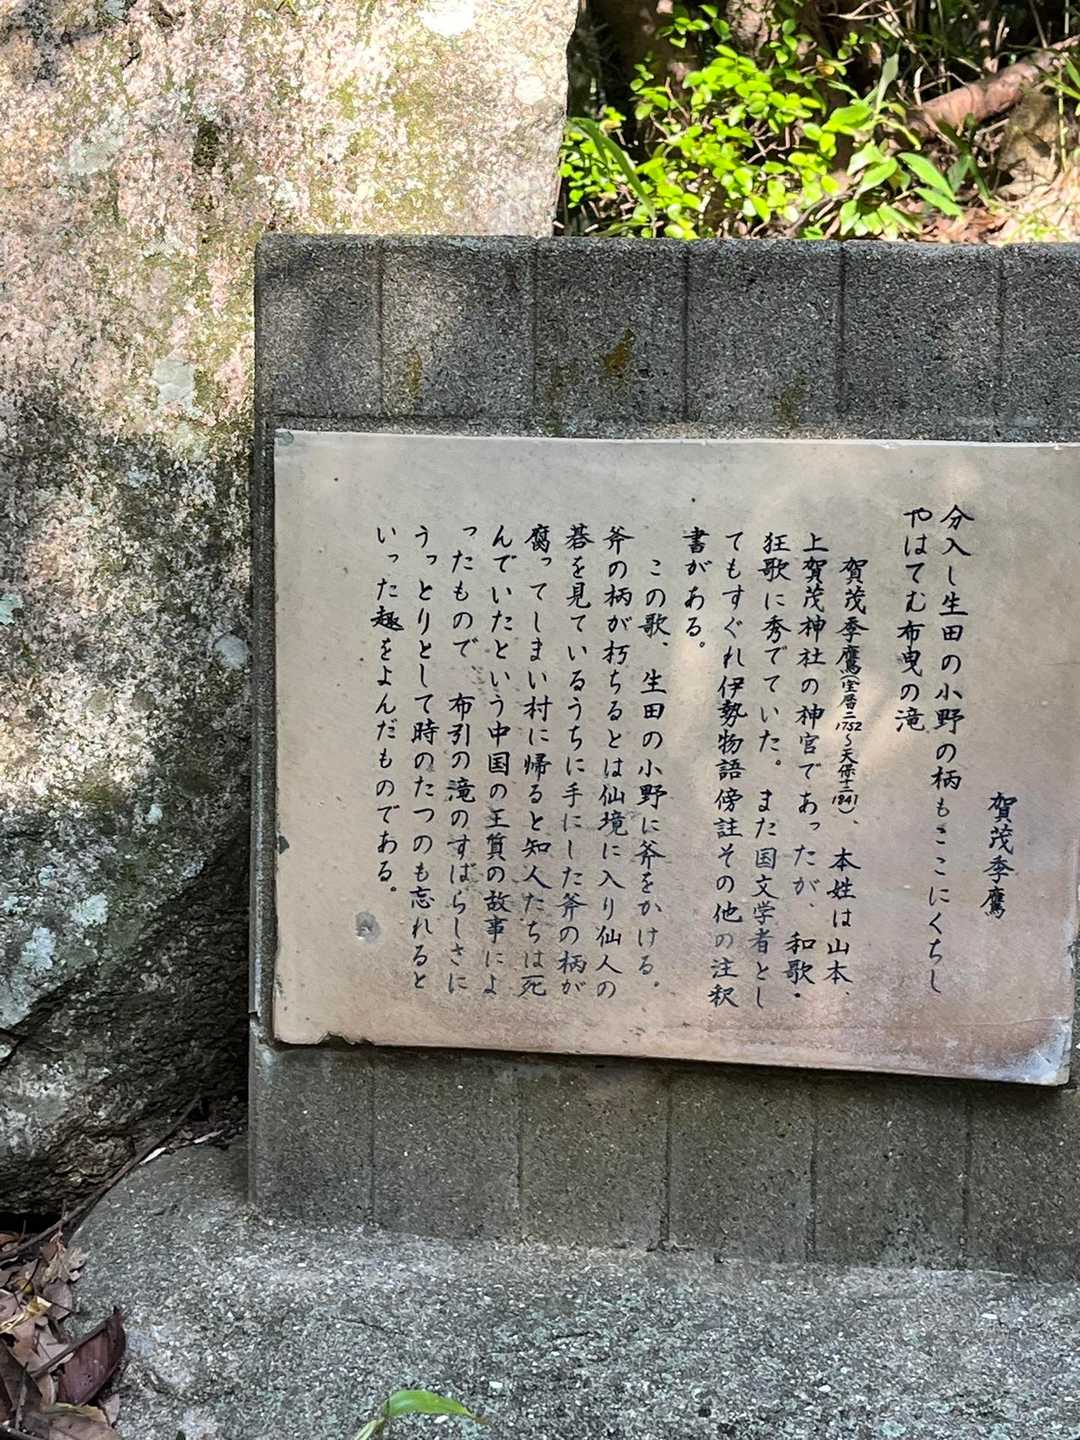 賀茂季鷹
分入し生田の小野の柄もここにくちし
やはてむ布曳の滝
賀茂季鷹(宝暦二1752～天保十二1841)、本姓は山本、
上賀茂神社の神官であったが、和歌・
狂歌に秀でていた。また国文学者とし
てもすぐれ伊勢物語傍註その他の注釈
書がある。
この歌、生田の小野に斧をかける。
斧の柄が朽ちるとは仙境に入り仙人の
碁を見ているうちに手にした斧の柄が
腐ってしまい村に帰ると知人たちは死
んでいたという中国の王質の故事によ
ったもので、布引の滝のすばらしさに
うっとりとして時のたつのも忘れると
いった趣をよんだものである。